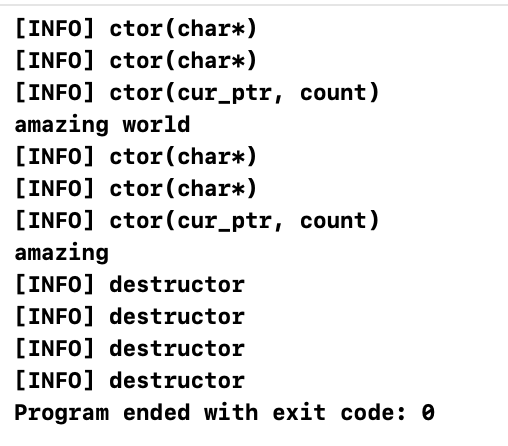 [INFO] ctor(char*)
[INFO] ctor(char*)
[INFO] ctor(cur_ptr, count)
amazing world
[INFO] ctor(char*)
[INFO] ctor(char*)
[INFO] ctor(cur_ptr, count)
amazing
[INFO] destructor
[INFO] destructor
[INFO] destructor
[INFO] destructor
Program ended with exit code: 0